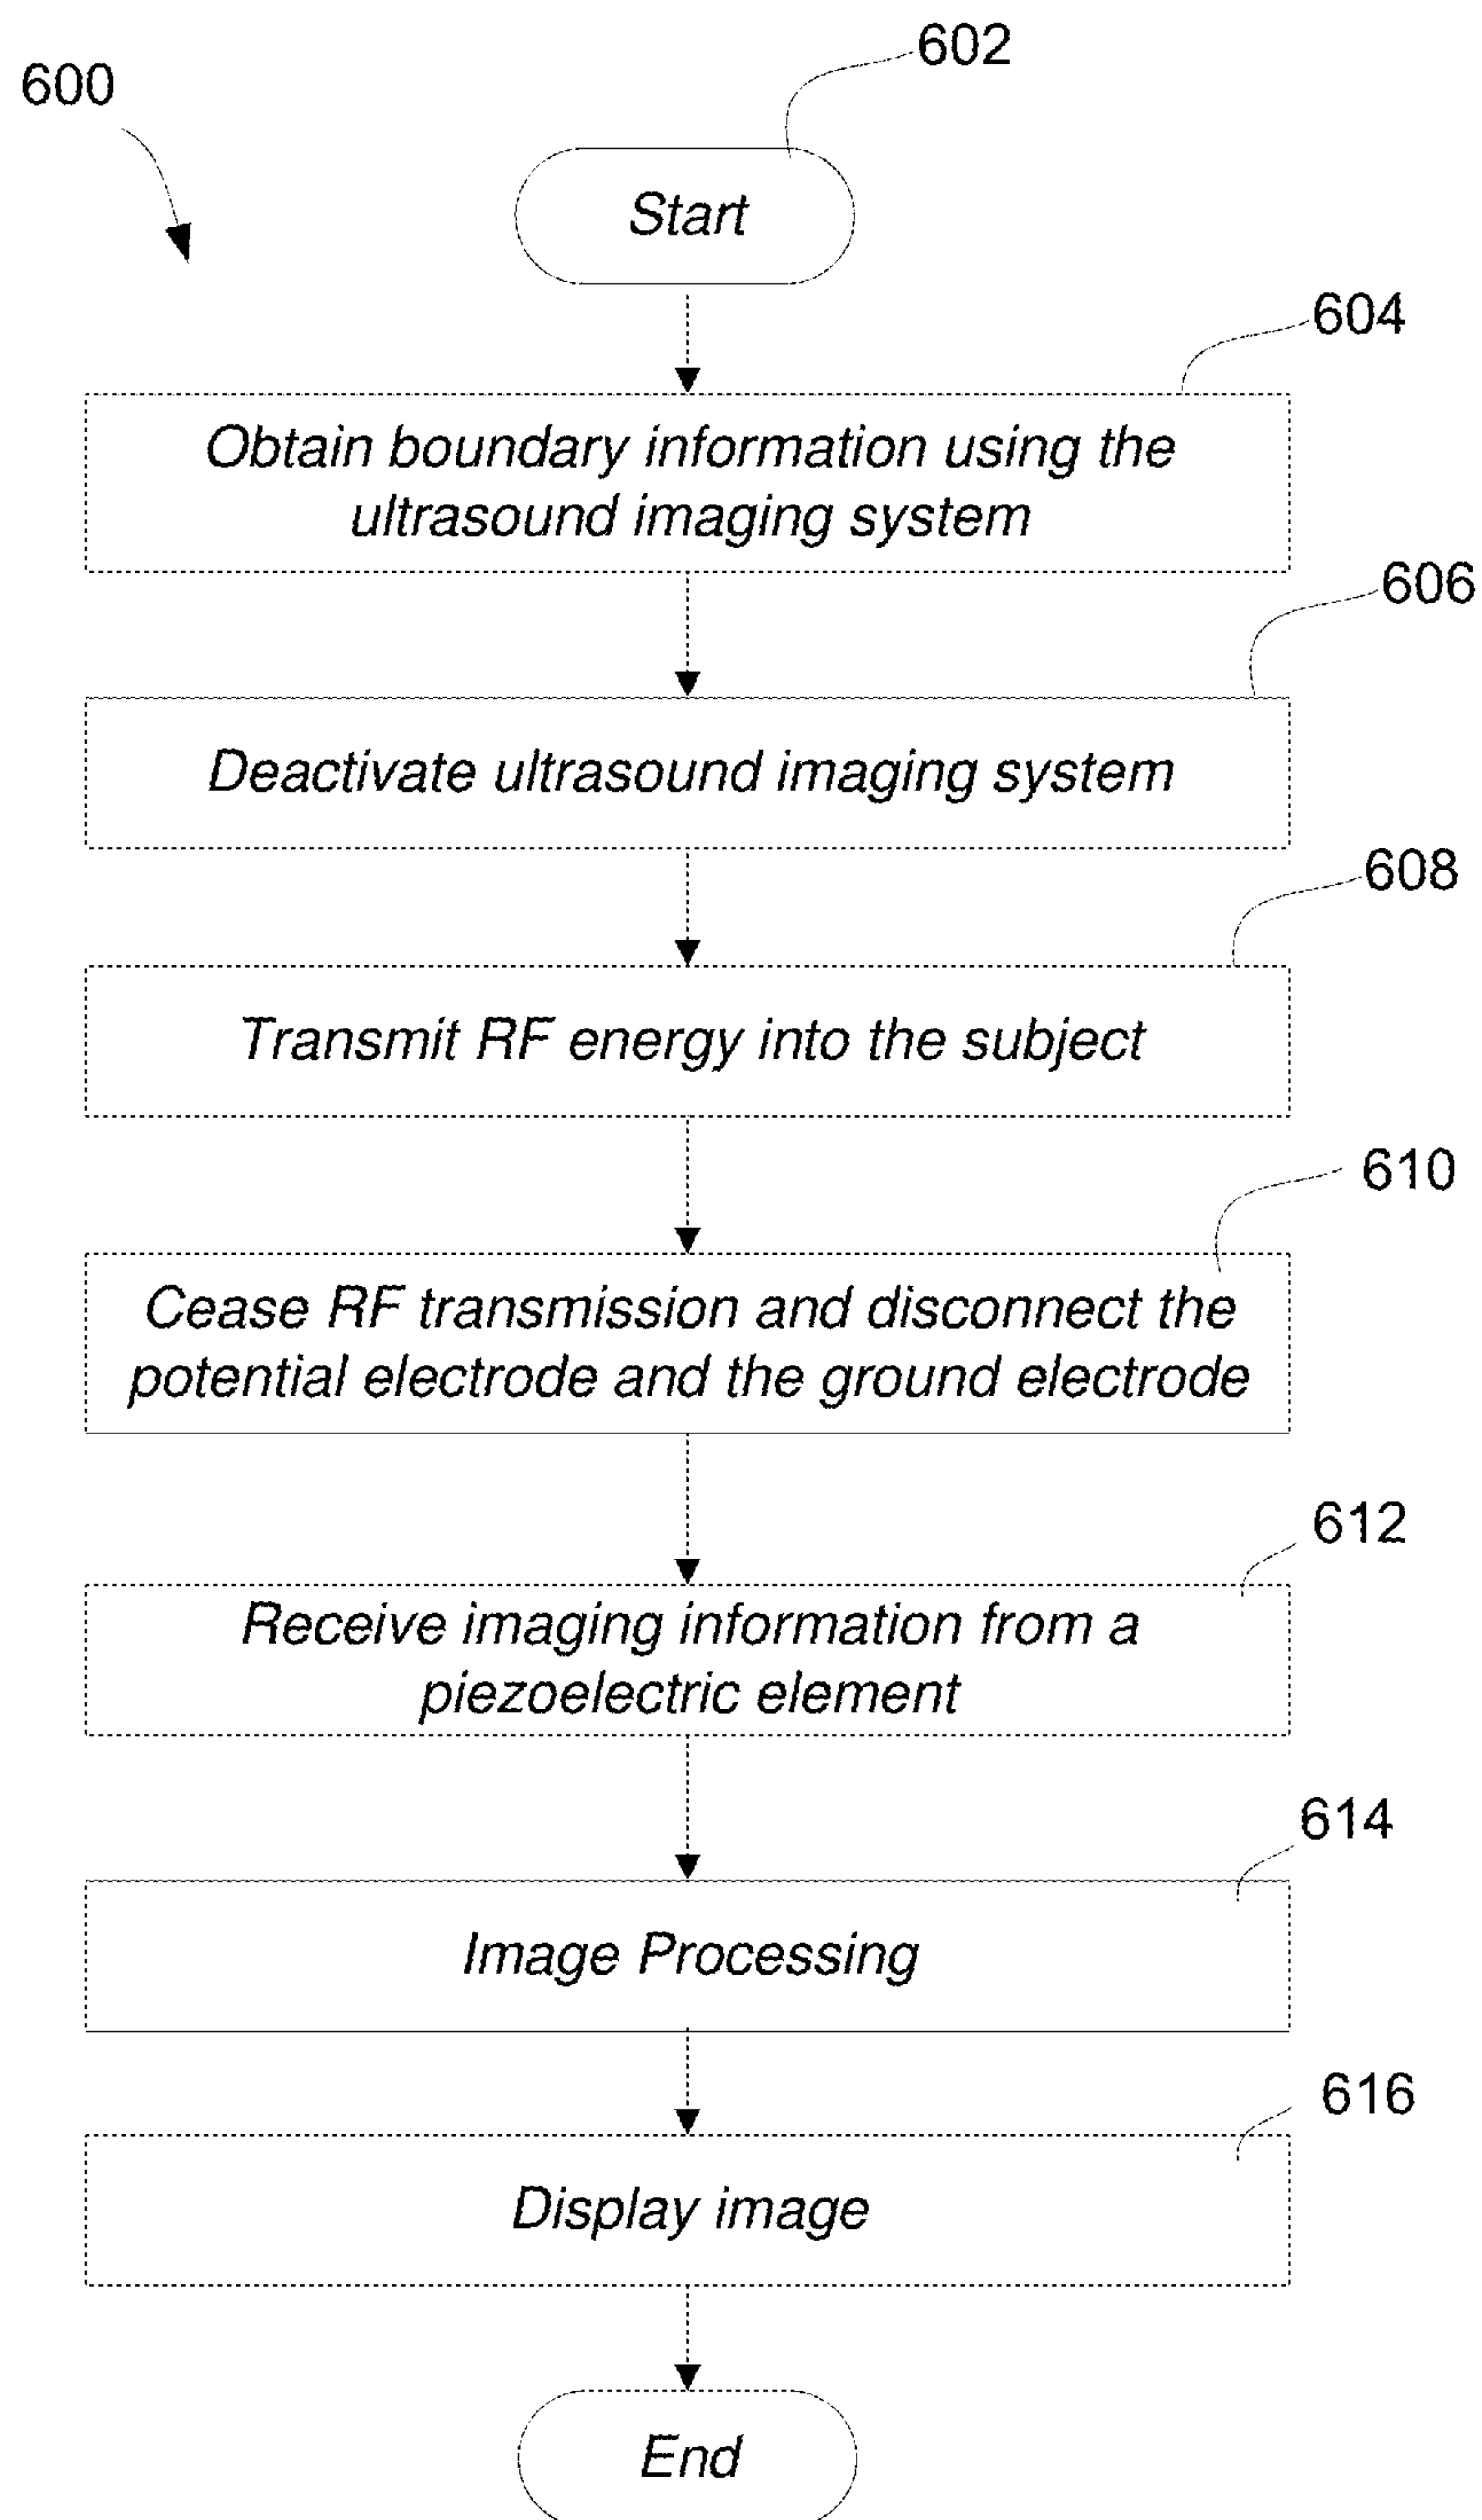 602
600
Start
604
Obtain boundary information using the
ultrasound imaging system
606
Deactivate ultrasound imaging system
608
Transmit RF energy into the subject
610
Cease RF transmission and disconnect the
potential electrode and the ground electrode
612
Receive imaging information from a
piezoelectric element
614
Image Processing
616
Display image
End